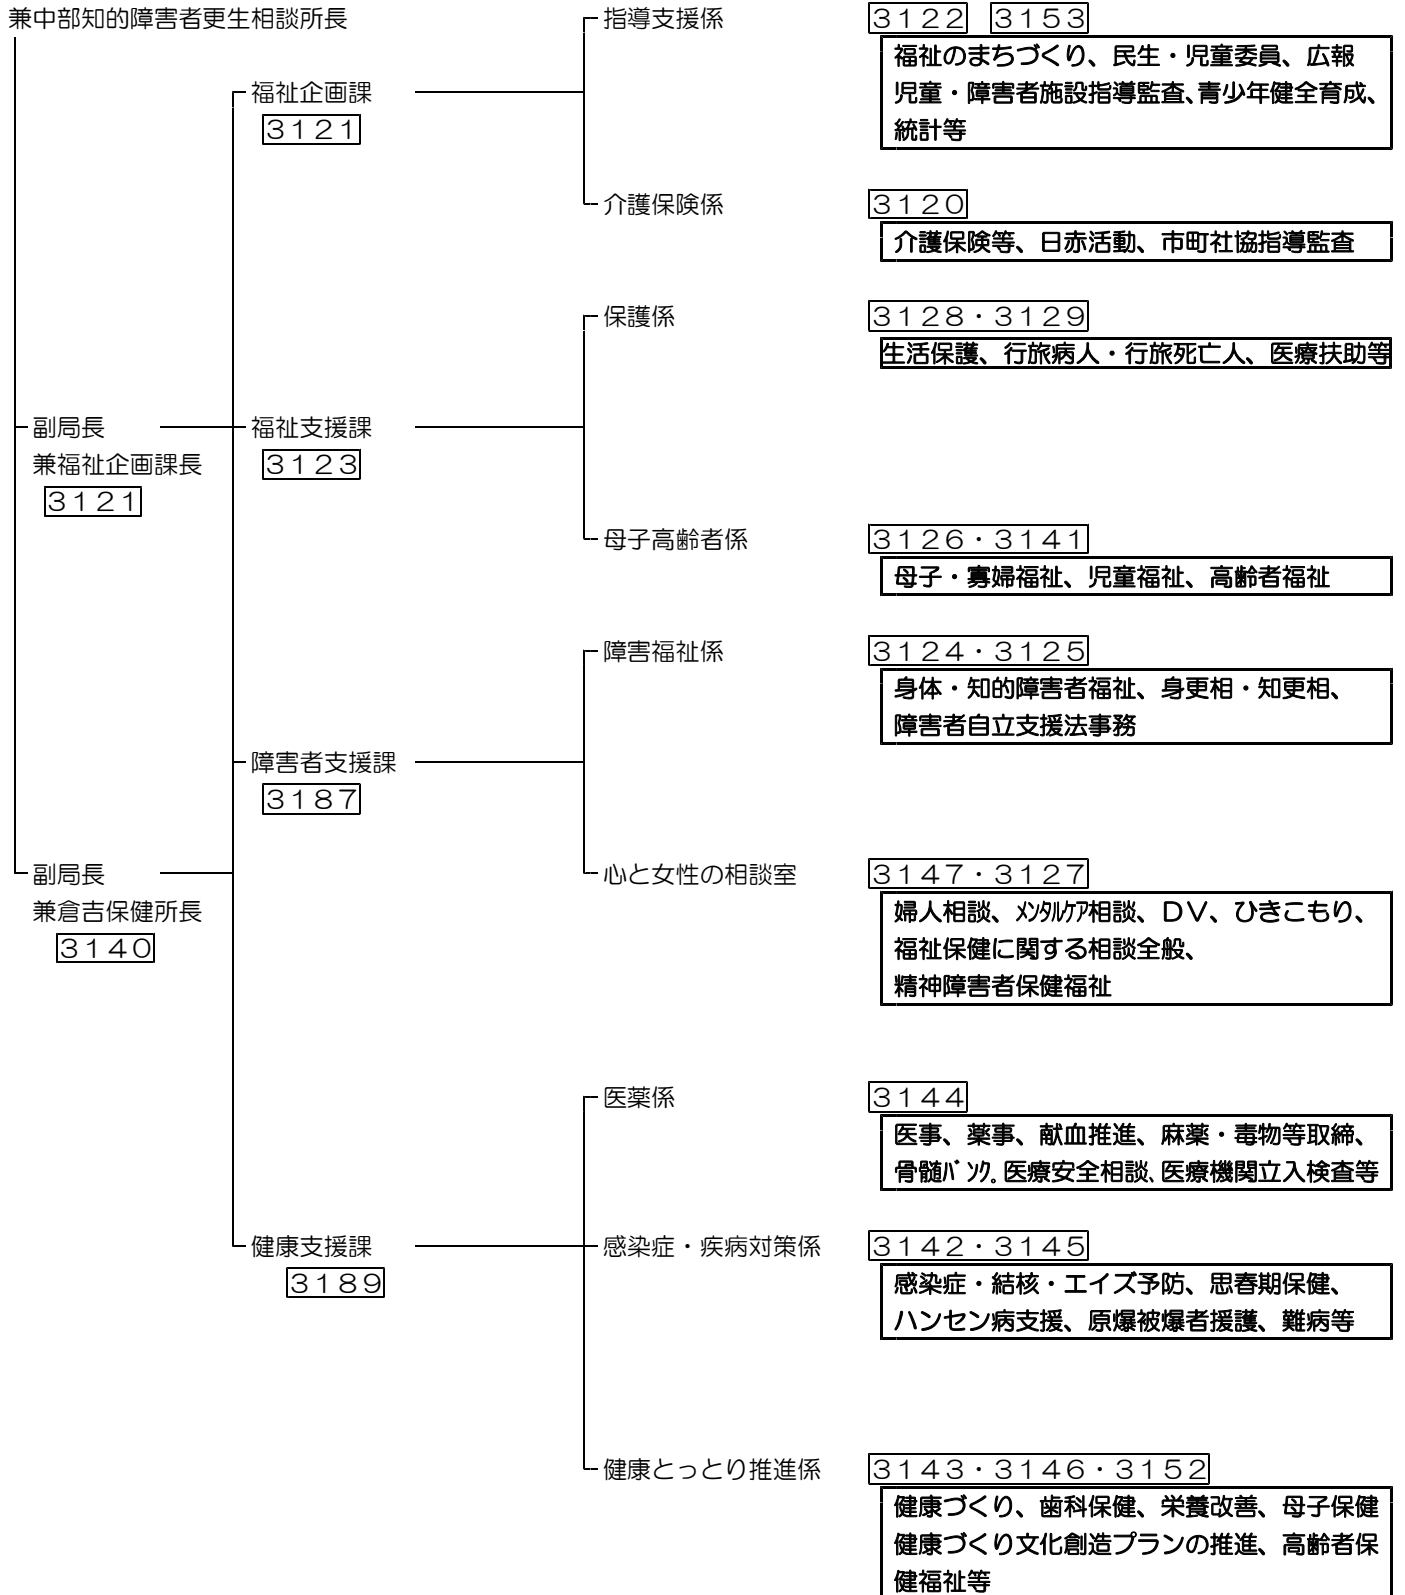 兼中部知的障害者更生相談所長
指導支援係
３１２２ ３１５３
福祉のまちづくり、民生・児童委員、広報
児童・障害者施設指導監査、青少年健全育成、
統計等
福祉企画課
３１２１
介護保険係
３１２０
介護保険等、日赤活動、市町社協指導監査
保護係
３１２８・３１２９
生活保護、行旅病人・行旅死亡人、医療扶助等
副局長
兼福祉企画課長
３１２１
福祉支援課
３１２３
母子高齢者係
３１２６・３１４１
母子・寡婦福祉、児童福祉、高齢者福祉
障害福祉係
３１２４・３１２５
身体・知的障害者福祉、身更相・知更相、
障害者自立支援法事務
障害者支援課
３１８７
副局長
兼倉吉保健所長
３１４０
心と女性の相談室
３１４７・３１２７
婦人相談、ﾒﾝﾀﾙｹｱ相談、ＤＶ、ひきこもり、
福祉保健に関する相談全般、
精神障害者保健福祉
医薬係
３１４４
医事、薬事、献血推進、麻薬・毒物等取締、
骨髄ﾊﾞﾝｸ、医療安全相談、医療機関立入検査等
健康支援課
３１８９
感染症・疾病対策係
３１４２・３１４５
感染症・結核・エイズ予防、思春期保健、
ハンセン病支援、原爆被爆者援護、難病等
健康とっとり推進係
３１４３・３１４６・３１５２
健康づくり、歯科保健、栄養改善、母子保健
健康づくり文化創造プランの推進、高齢者保
健福祉等